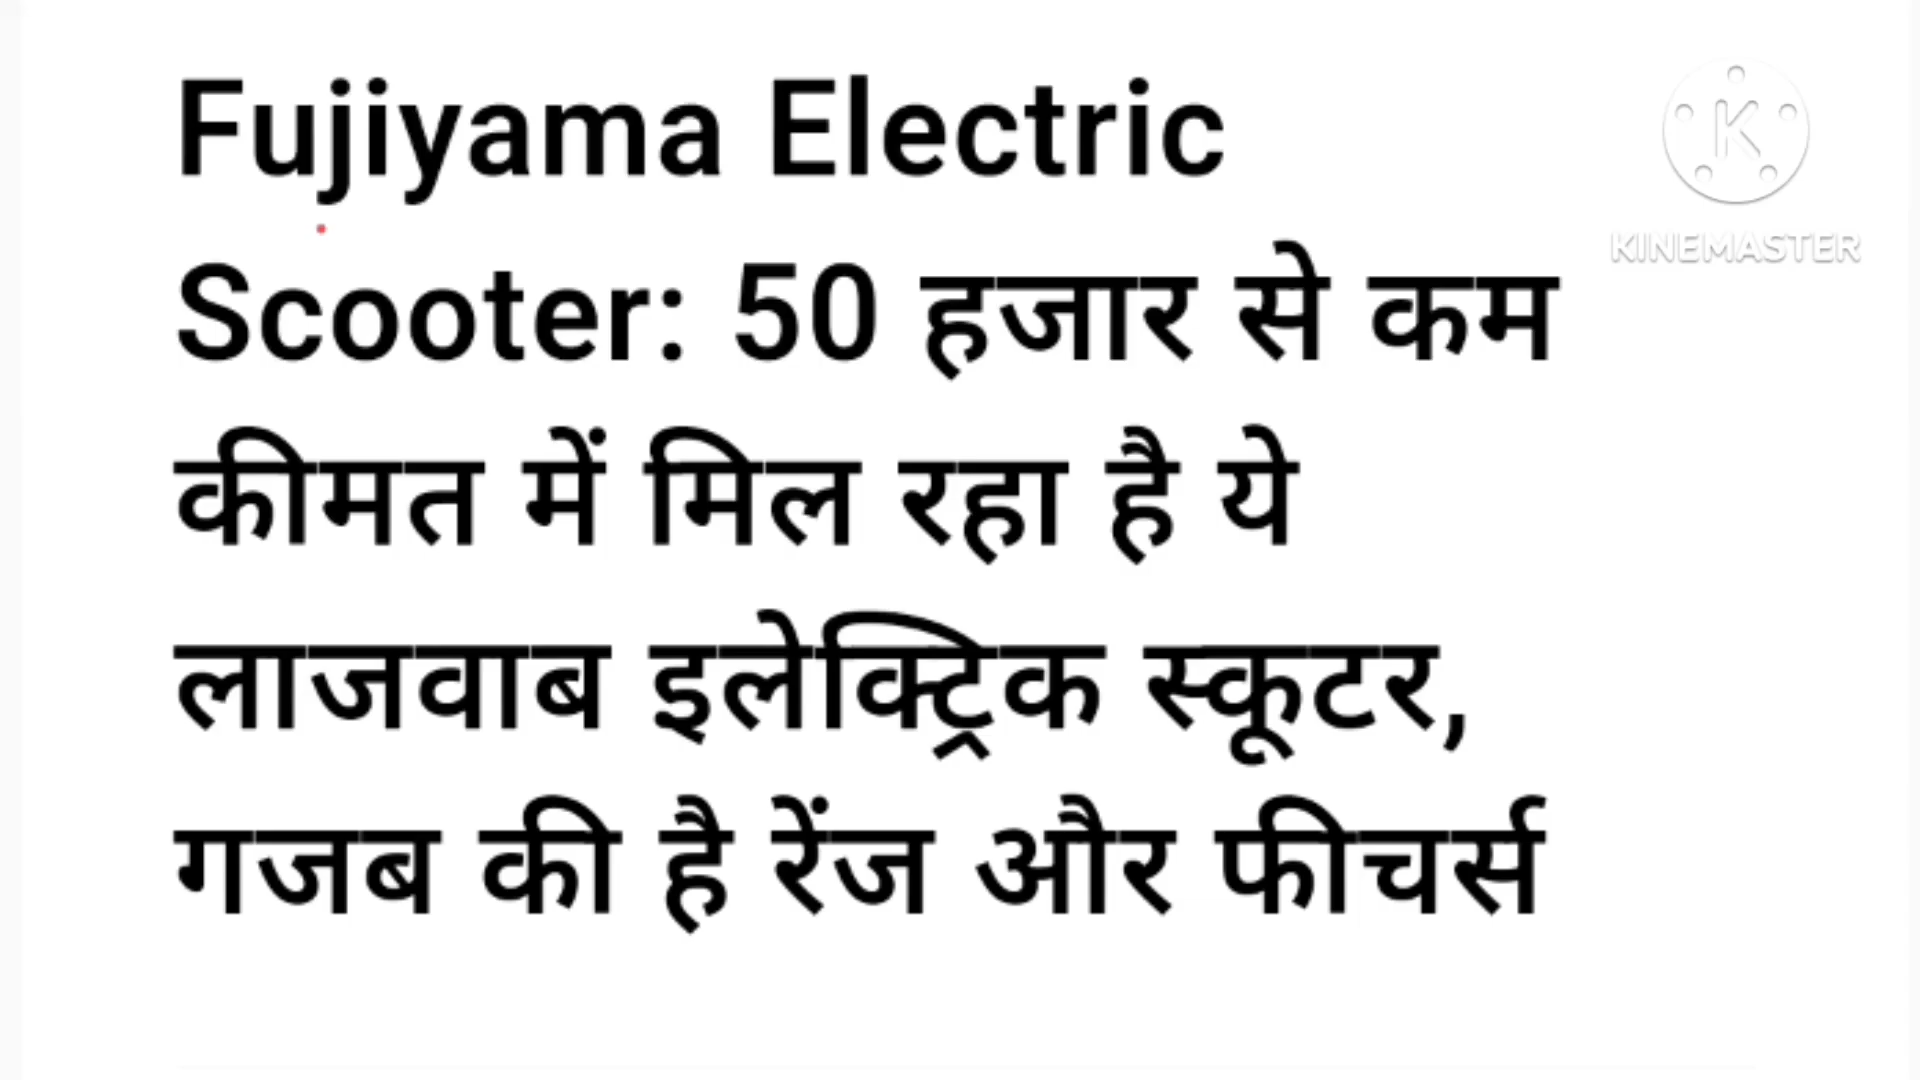 Fujiyama Electric
Scooter: 50 हजार से कम
कीमत में मिल रहा है ये
लाजवाब इलेक्ट्रिक स्कूटर,
गजब की है रेंज और फीचर्स
K
KINEMASTER